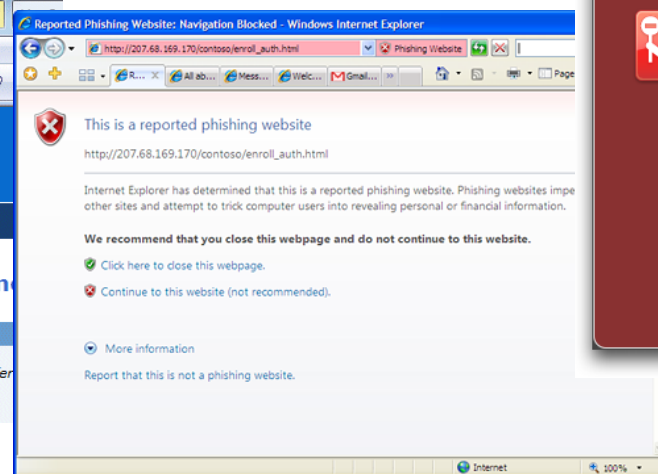 Reported Phishing Website: Navigation Blocked - Windows Internet Explorer
http://207.68.169.170/contoso/enrol_auth.html Phishing Website
R... All ab... Mess... Welc... Gmail... » Page
This is a reported phishing website
http://207.68.169.170/contoso/enroll_auth.html
Internet Explorer has determined that this is a reported phishing website. Phishing websites impe
other sites and attempt to trick computer users into revealing personal or financial information.
We recommend that you close this webpage and do not continue to this website.
Click here to close this webpage.
Continue to this website (not recommended).
More information
Report that this is not a phishing website.
Internet 100%